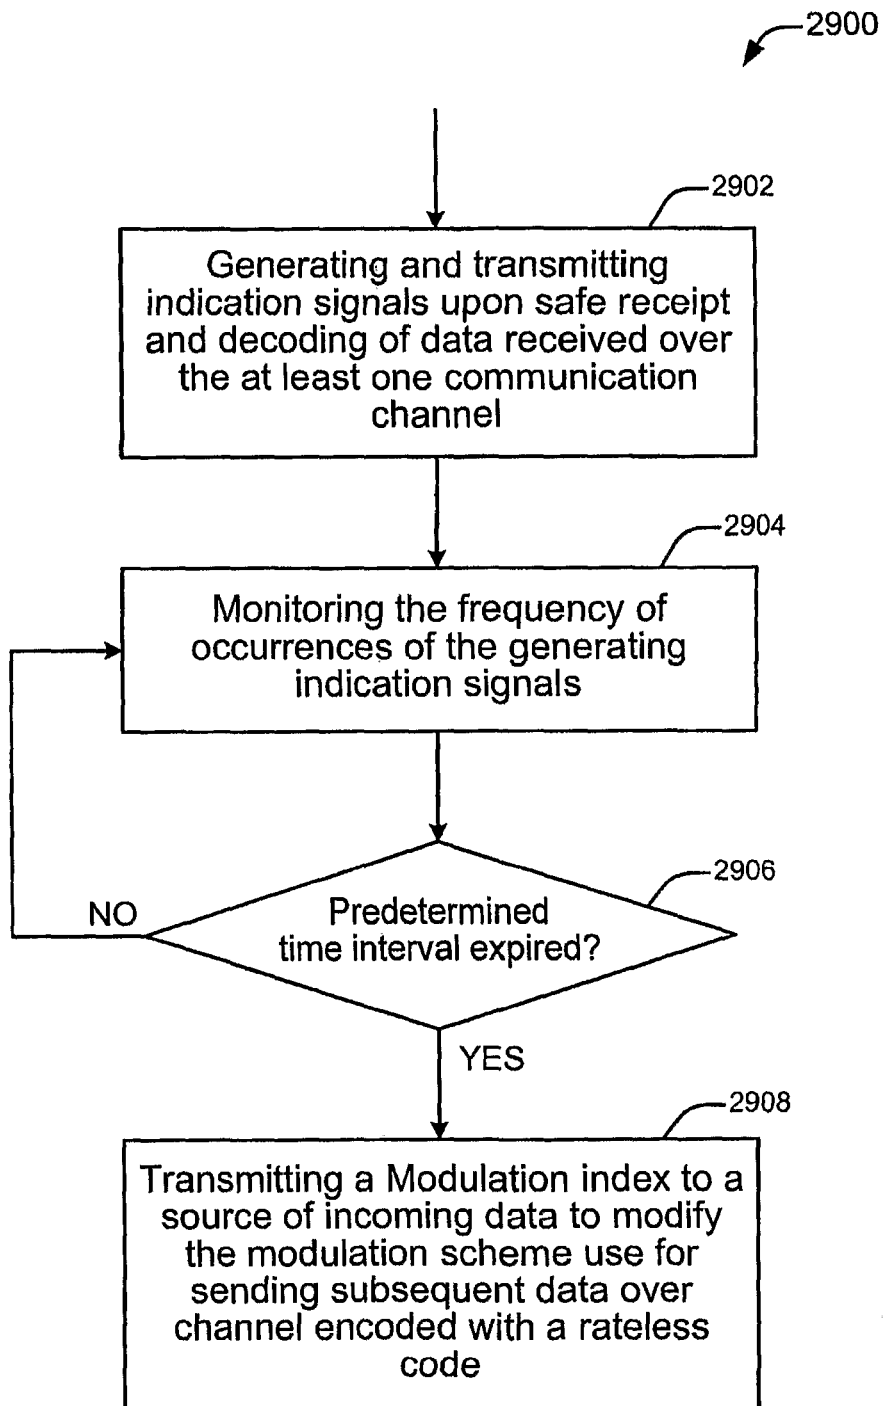 2900
2902
Generating and transmitting
indication signals upon safe receipt
and decoding of data received over
the at least one communication
channel
2904
Monitoring the frequency of
occurrences of the generating
indication signals
2906
NO
Predetermined
time interval expired?
YES
2908
Transmitting a Modulation index to a
source of incoming data to modify
the modulation scheme use for
sending subsequent data over
channel encoded with a rateless
code